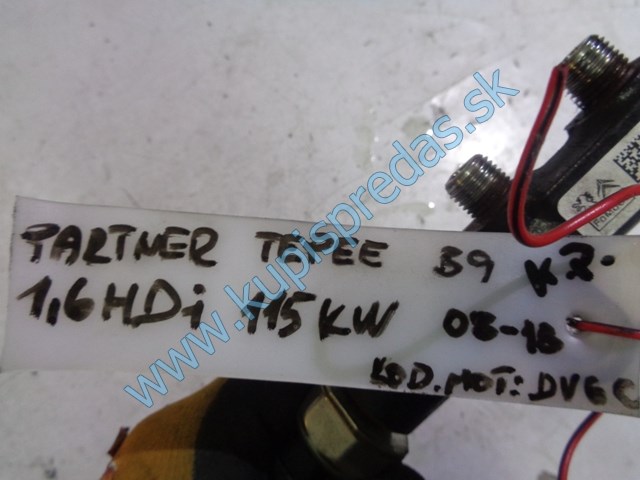 PARTNER TEPEE B9 KR.
1,6HDi 115KW 08-18
KOD.MOT: DV6C
www.kupispredas.sk